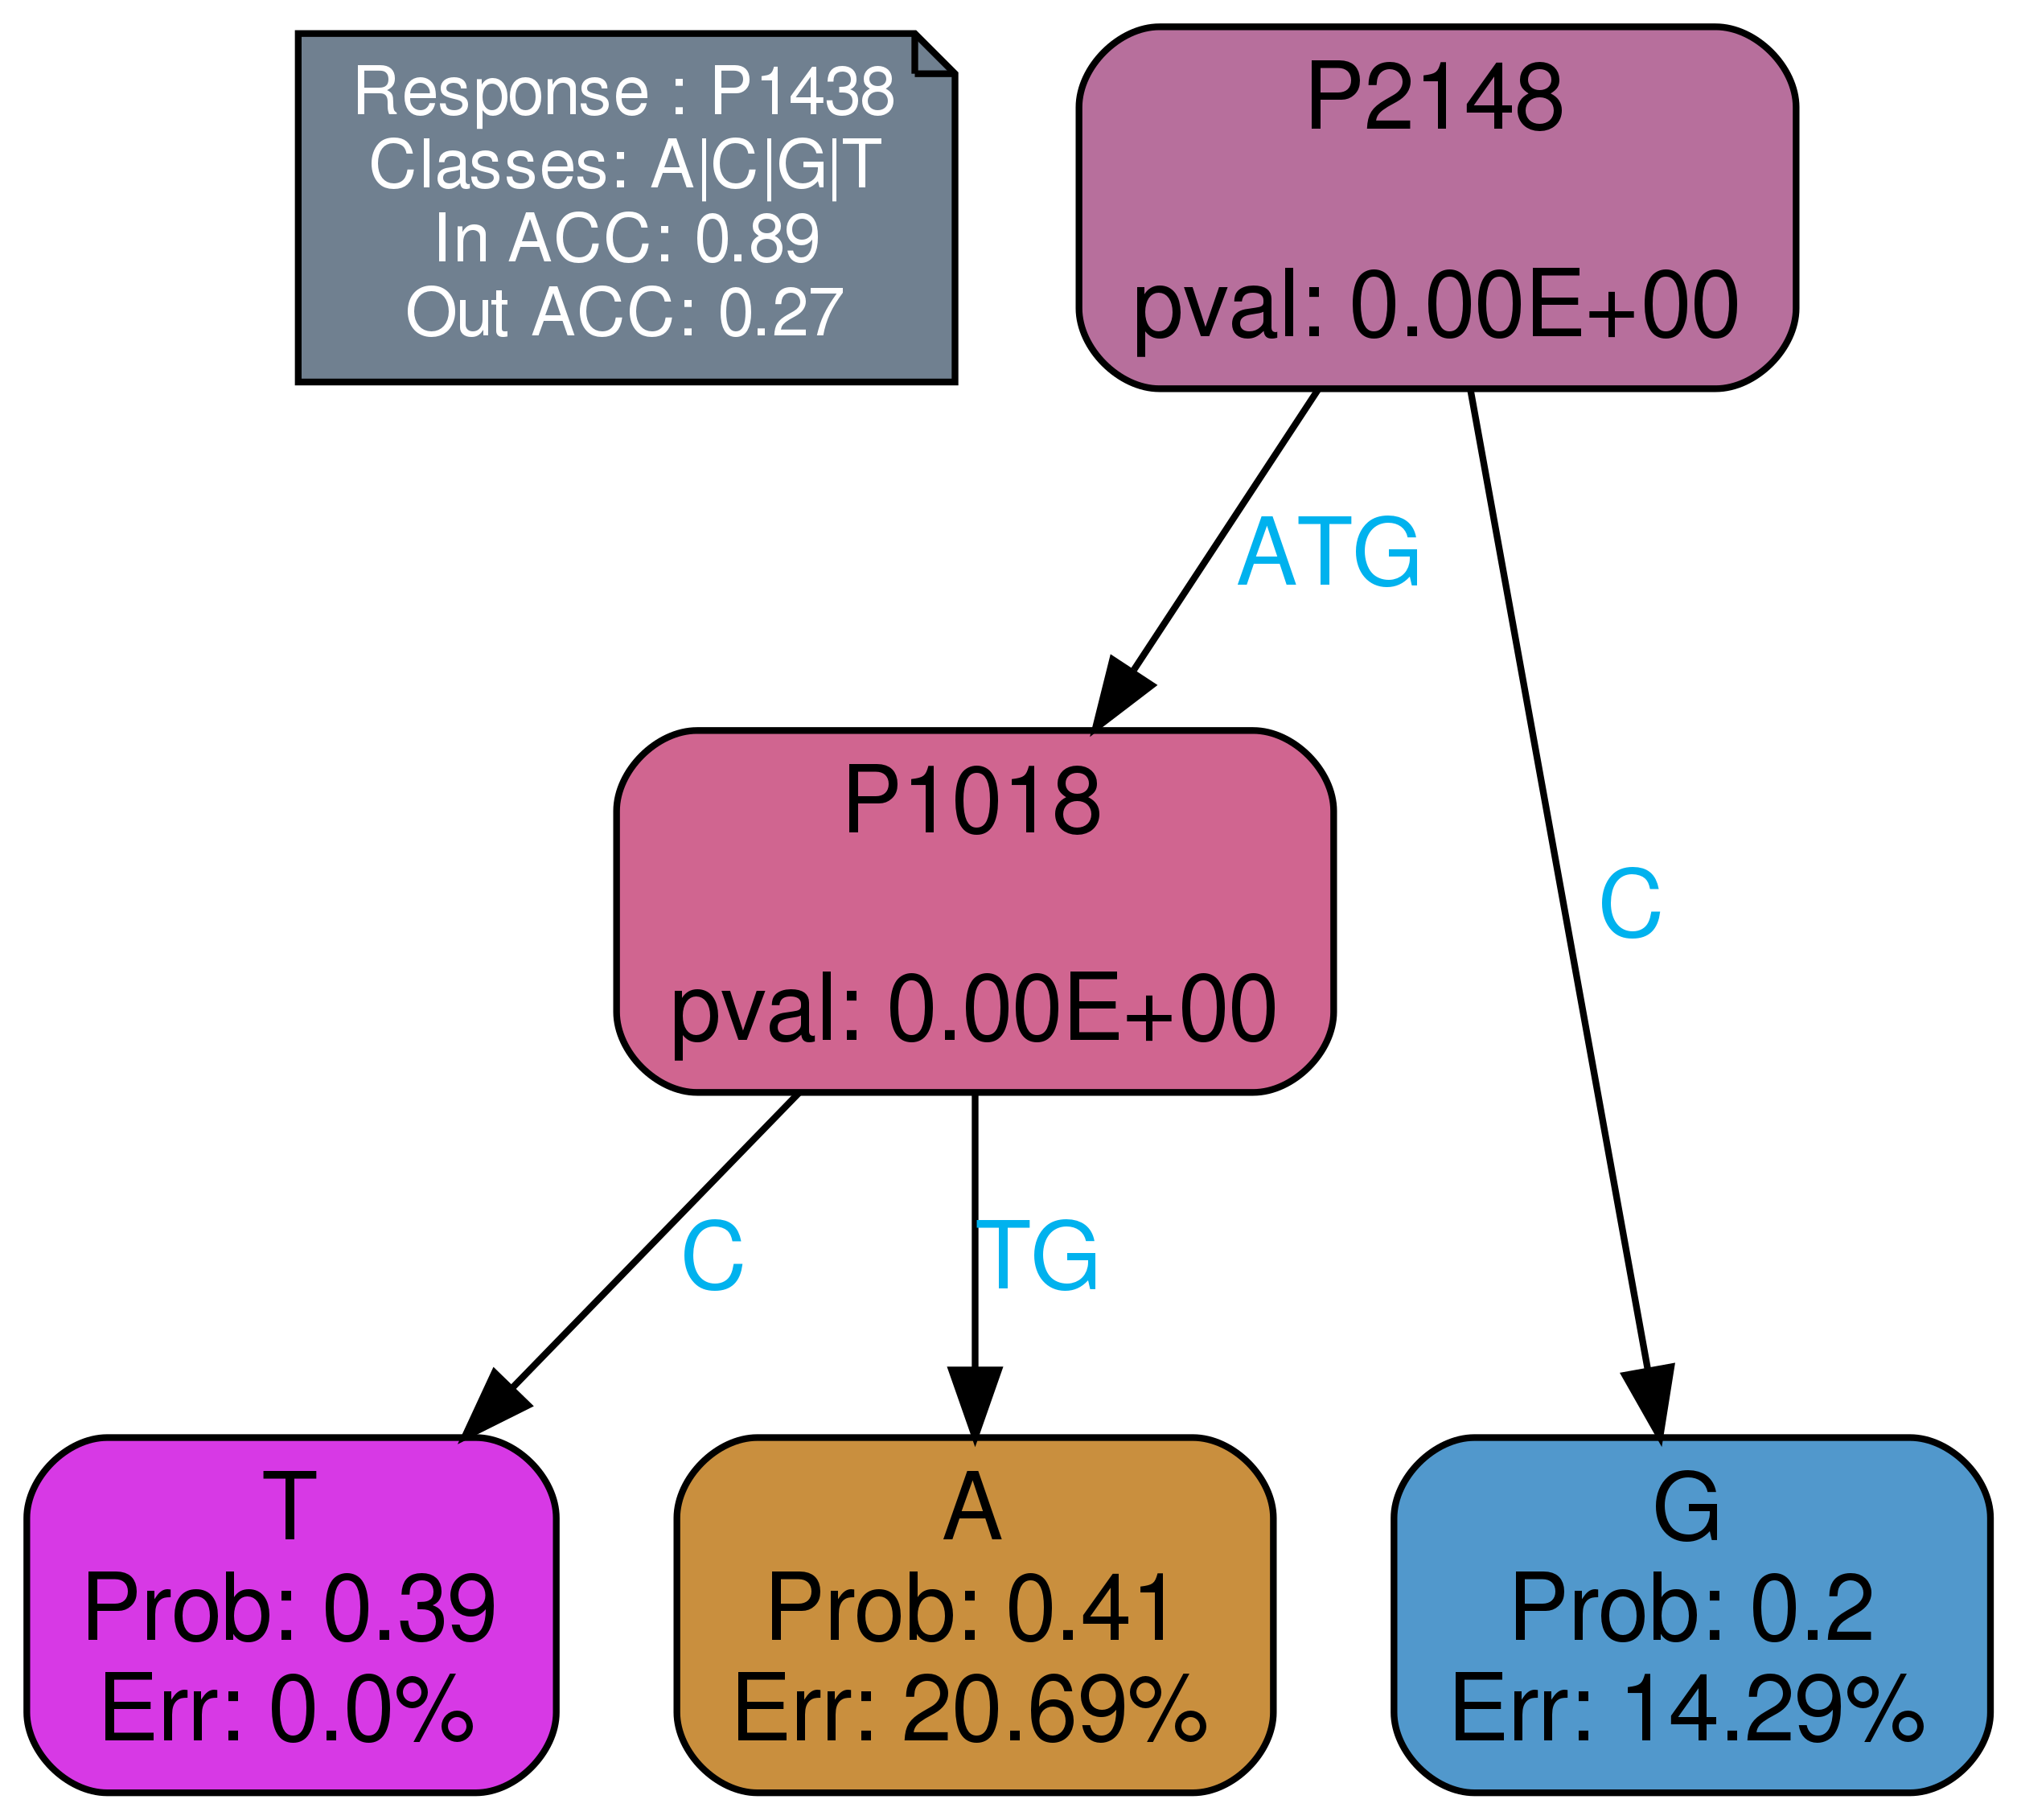 Response : P1438
Classes: A|C|G|T
In ACC: 0.89
Out ACC: 0.27
P2148
pval: 0.00E+00
ATG
C
P1018
pval: 0.00E+00
C
TG
T
Prob: 0.39
Err: 0.0%
A
Prob: 0.41
Err: 20.69%
G
Prob: 0.2
Err: 14.29%